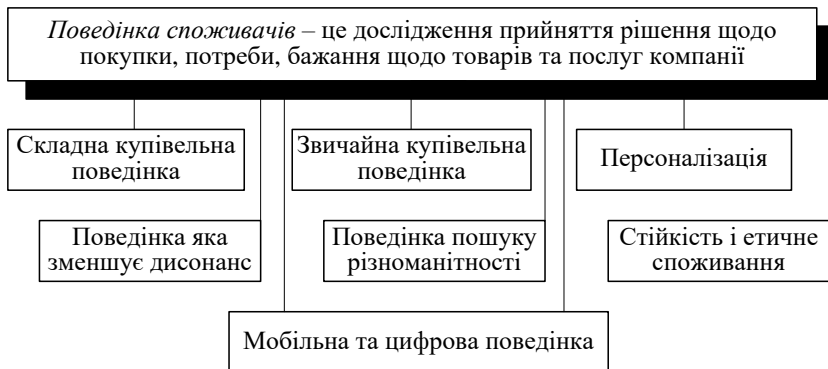 Поведінка споживачів – це дослідження прийняття рішення щодо
покупки, потреби, бажання щодо товарів та послуг компанії
Складна купівельна
поведінка
Звичайна купівельна
поведінка
Персоналізація
Поведінка яка
зменшує дисонанс
Поведінка пошуку
різноманітності
Стійкість і етичне
споживання
Мобільна та цифрова поведінка